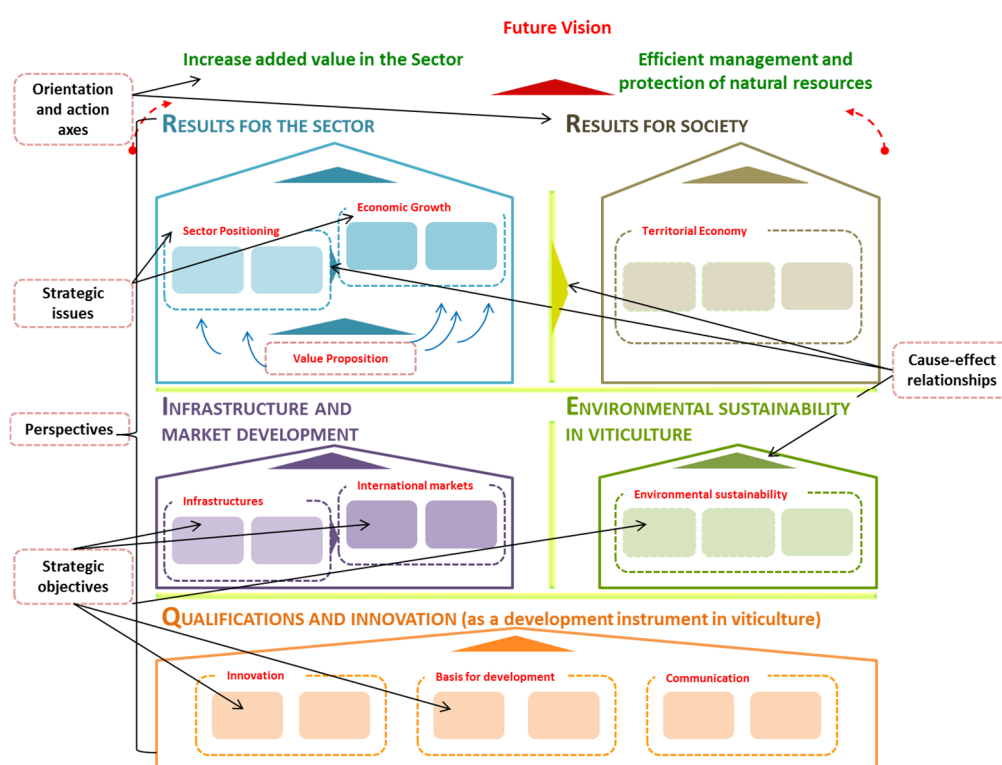 Future Vision
Increase added value in the Sector
Efficient management and
protection of natural resources
Orientation
and action
axes
RESULTS FOR THE SECTOR
RESULTS FOR SOCIETY
Economic Growth
Sector Positioning
Territorial Economy
Strategic
issues
Value Proposition
Cause-effect
relationships
Perspectives
INFRASTRUCTURE AND
MARKET DEVELOPMENT
ENVIRONMENTAL SUSTAINABILITY
IN VITICULTURE
International markets
Infrastructures
Environmental sustainability
Strategic
objectives
QUALIFICATIONS AND INNOVATION (as a development instrument in viticulture)
Innovation
Basis for development
Communication